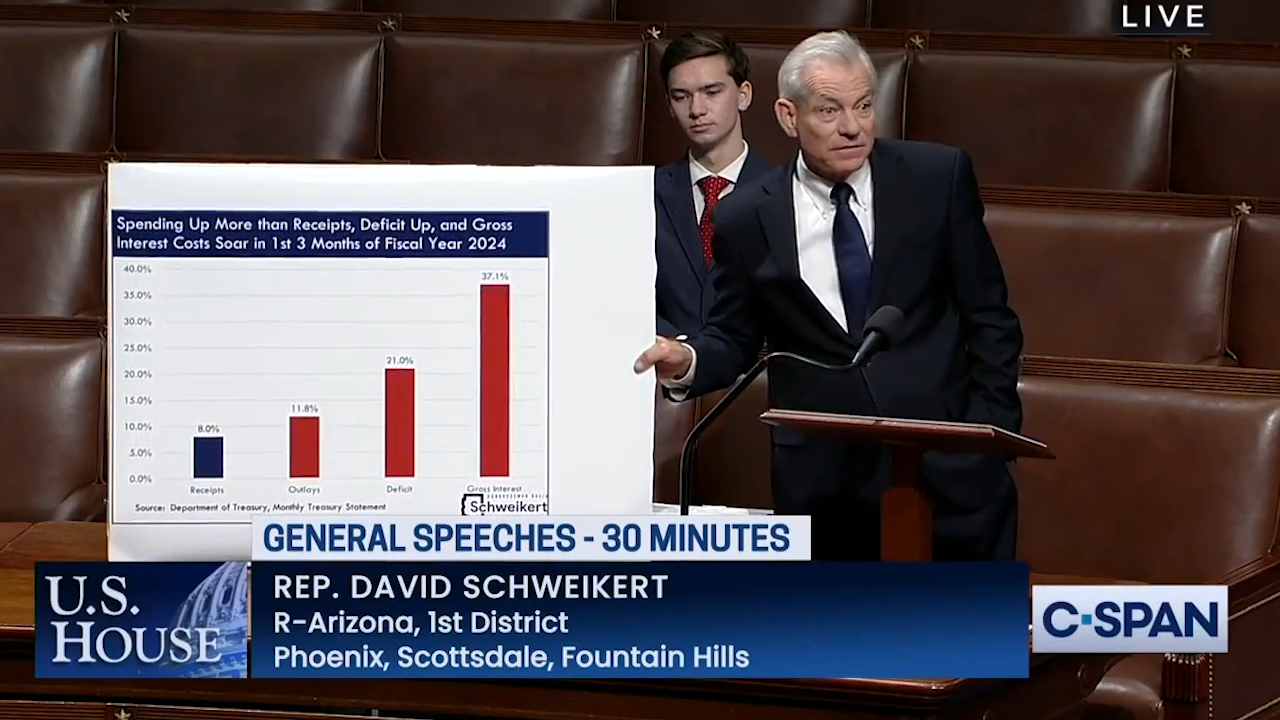 LIVE
Spending Up More than Receipts, Deficit Up, and Gross
Interest Costs Soar in 1st 3 Months of Fiscal Year 2024
40.0%
35.0%
30.0%
25.0%
20.0%
15.0%
10.0%
5.0%
0.0%
8.0%
11.8%
21.0%
37.1%
Receipts
Outlays
Deficit
Gross Interest
Source: Department of Treasury, Monthly Treasury Statement
Schweikert
GENERAL SPEECHES - 30 MINUTES
U.S.
HOUSE
REP. DAVID SCHWEIKERT
R-Arizona, 1st District
Phoenix, Scottsdale, Fountain Hills
C-SPAN